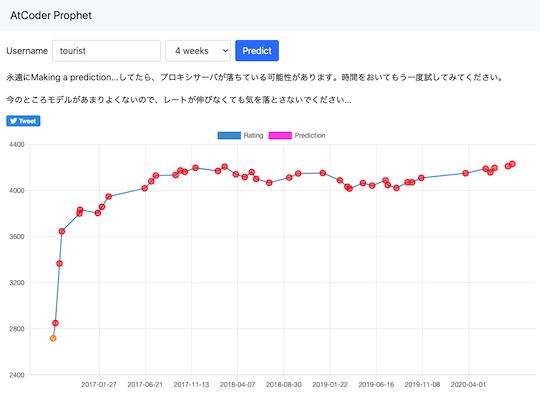 AtCoder Prophet
Username tourist 4 weeks Predict
永遠にMaking a prediction...してたら、プロキシサーバが落ちている可能性があります。時間をおいてもう一度試してみてください。
今のところモデルがあまりよくないので、レートが伸びなくても気を落とさないでください...
Tweet
Rating Prediction
4400
4000
3600
3200
2800
2400
2017-01-27 2017-06-21 2017-11-13 2018-04-07 2018-08-30 2019-01-22 2019-06-16 2019-11-08 2020-04-01